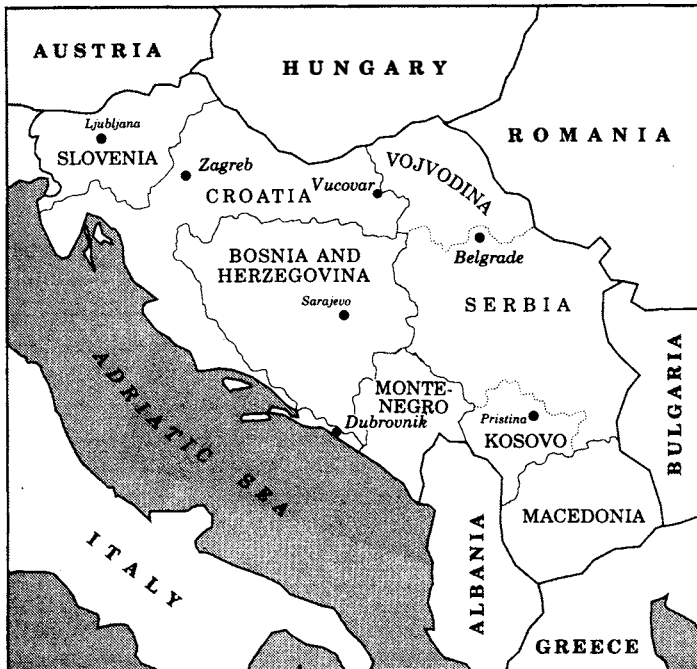 AUSTRIA
HUNGARY
ROMANIA
Ljubljana
SLOVENIA
Zagreb
CROATIA
Vucovar
VOJVODINA
BOSNIA AND
HERZEGOVINA
Belgrade
Sarajevo
SERBIA
BULGARIA
ADRIATIC SEA
MONTE-
NEGRO
Dubrovnik
Pristina
KOSOVO
MACEDONIA
ITALY
ALBANIA
GREECE